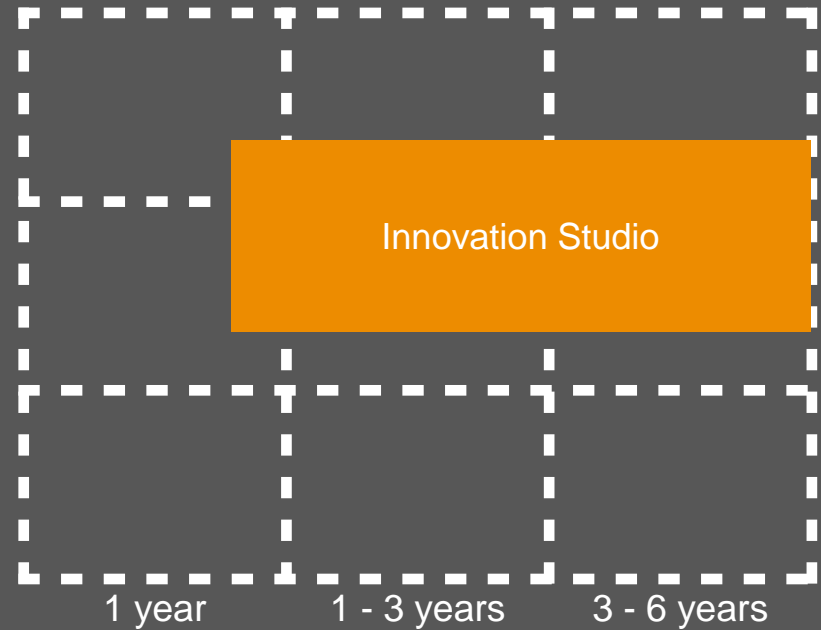 Innovation Studio
1 year
1 - 3 years
3 - 6 years